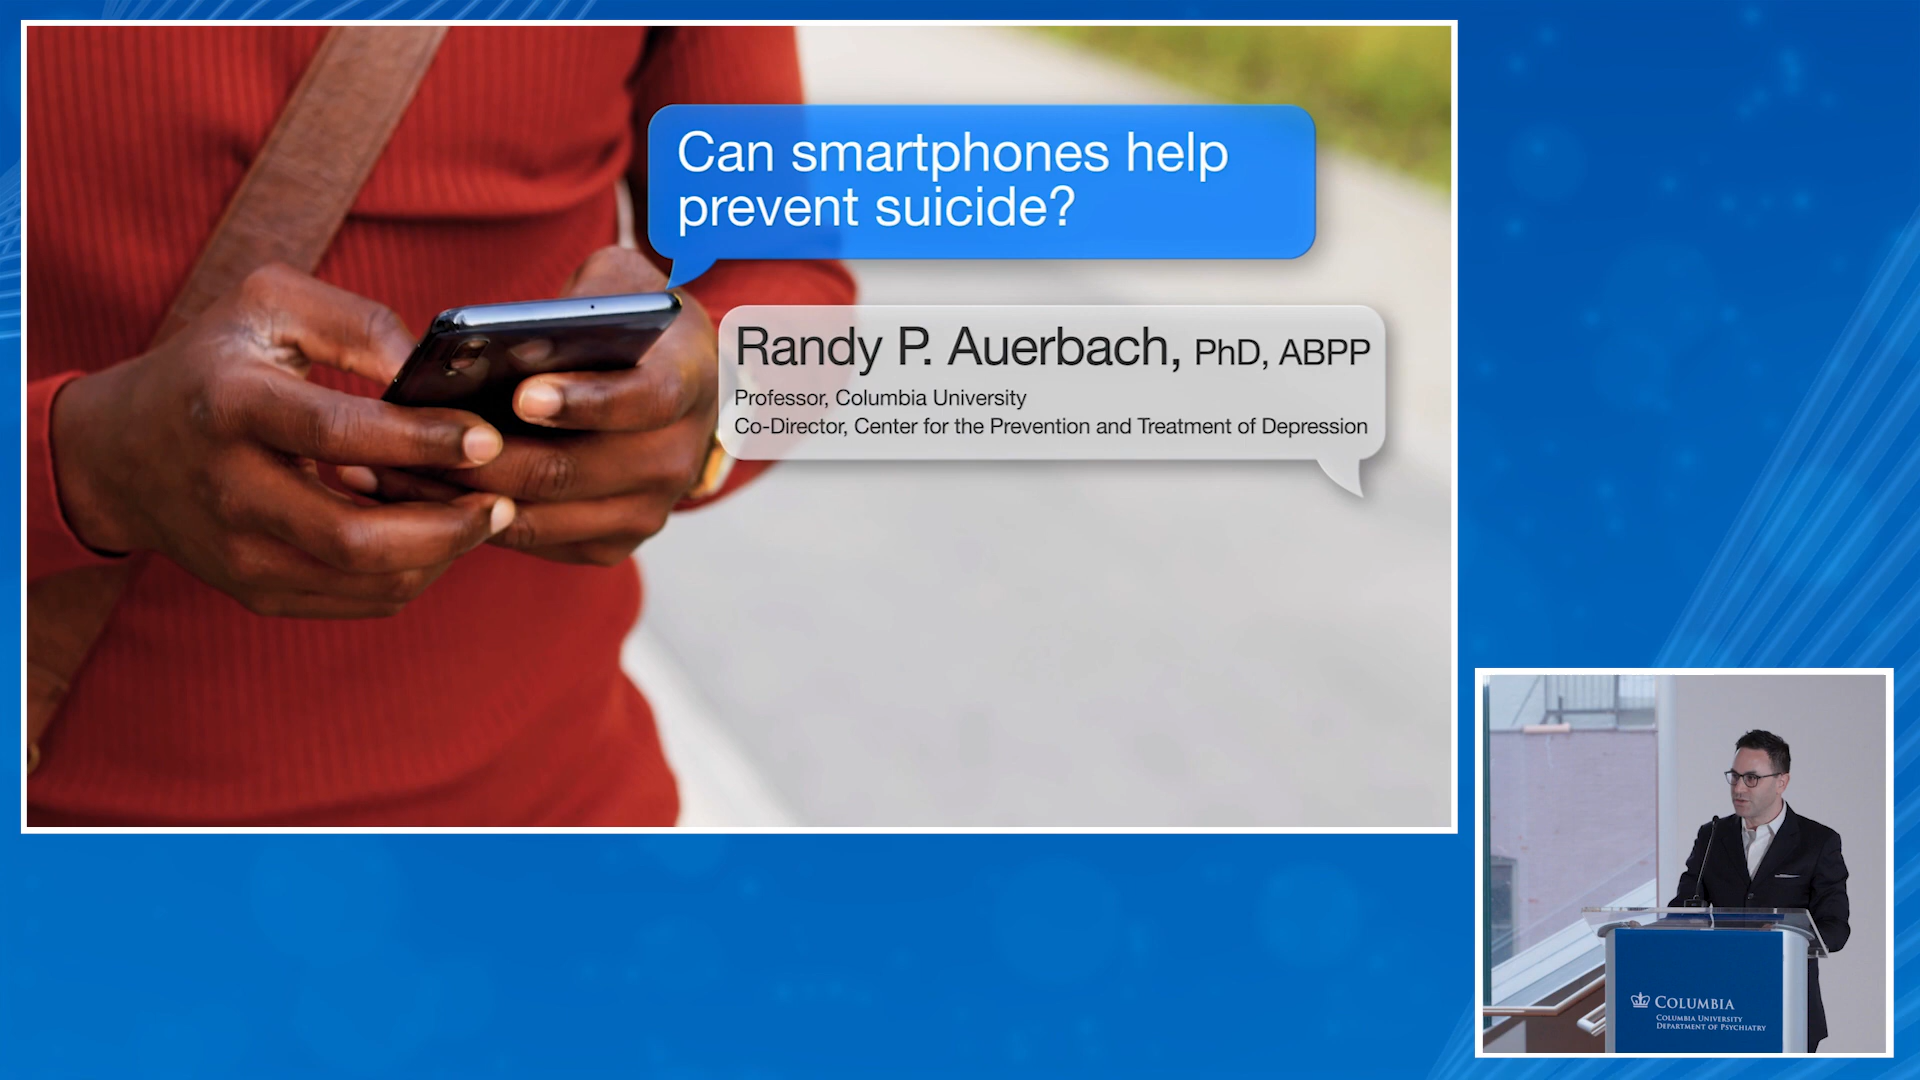 Can smartphones help
prevent suicide?
Randy P. Auerbach, PhD, ABPP
Professor, Columbia University
Co-Director, Center for the Prevention and Treatment of Depression
COLUMBIA
COLUMBIA UNIVERSITY
DEPARTMENT OF PSYCHIATRY